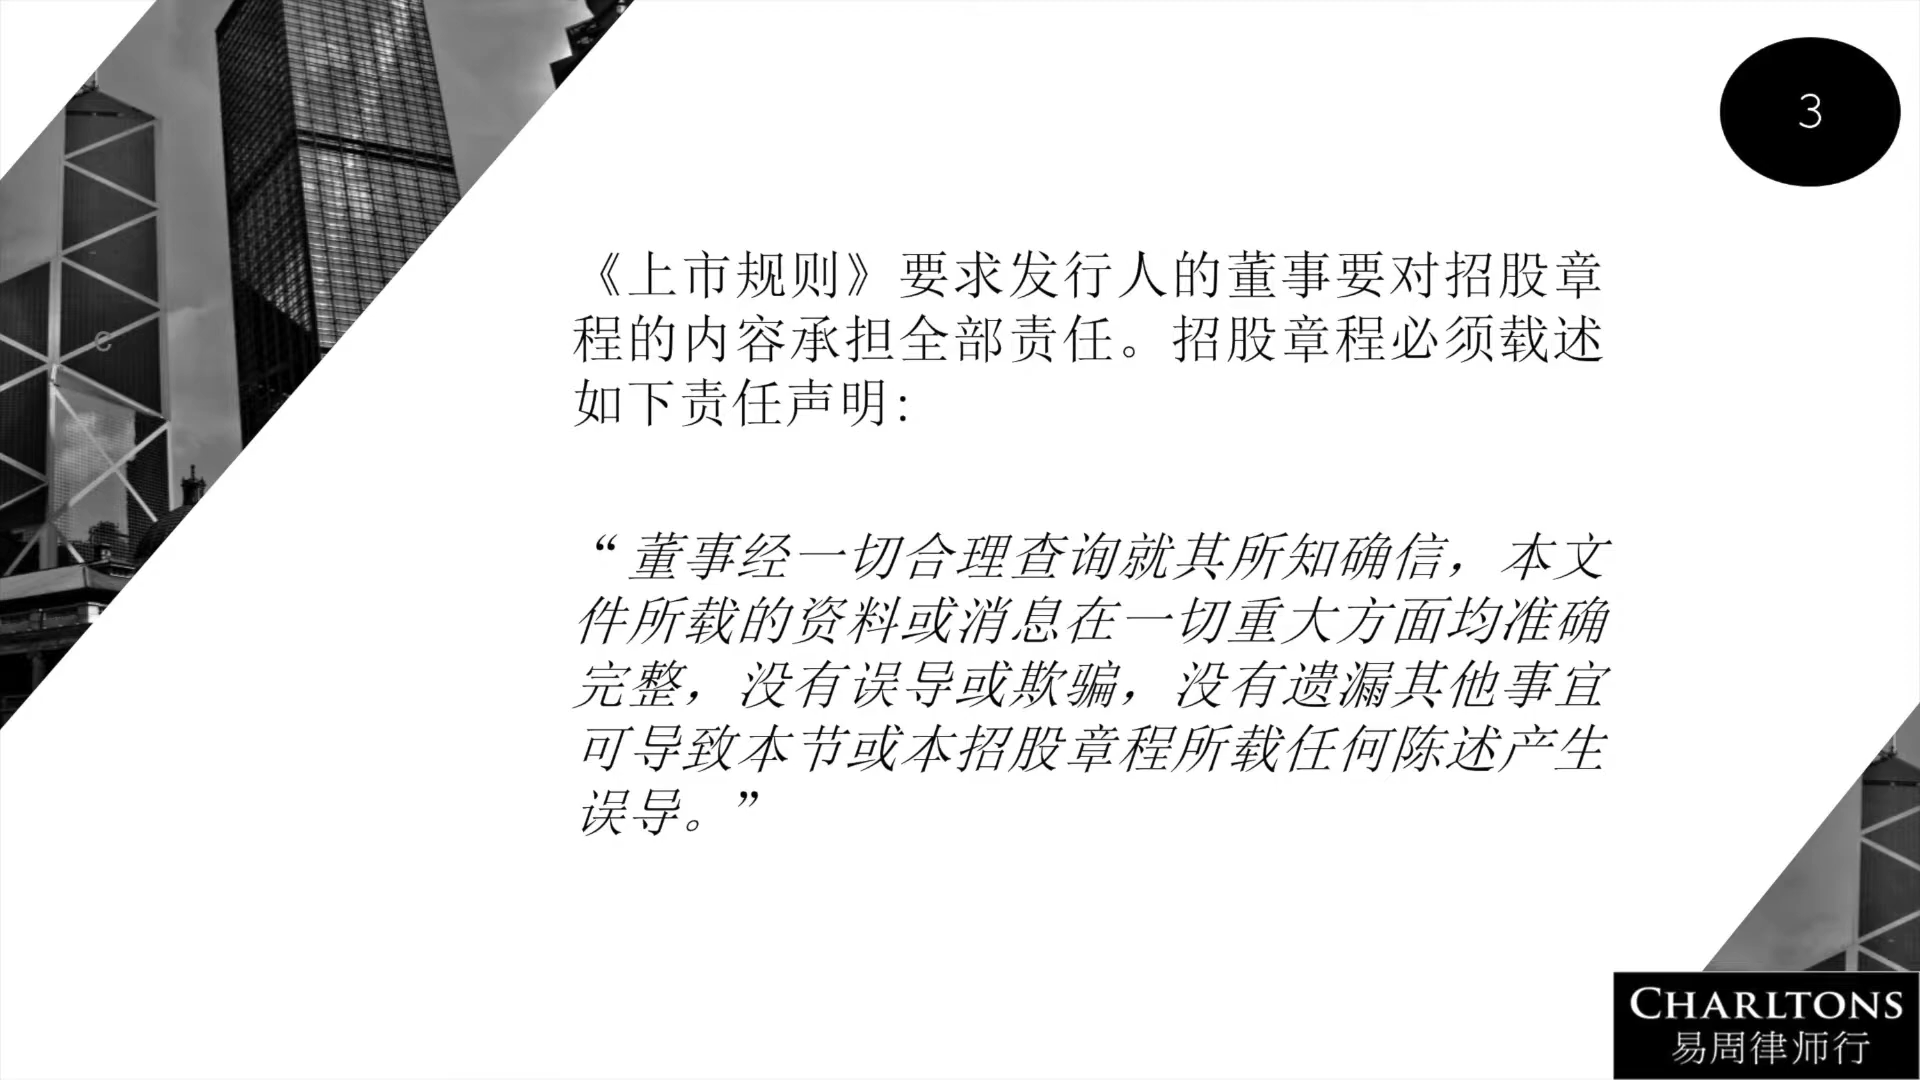 3
《上市规则》要求发行人的董事要对招股章
程的内容承担全部责任。招股章程必须载述
如下责任声明:
“董事经一切合理查询就其所知确信，本文
件所载的资料或消息在一切重大方面均准确
完整，没有误导或欺骗，没有遗漏其他事宜
可导致本节或本招股章程所载任何陈述产生
误导。”
e
CHARLTONS
易周律师行